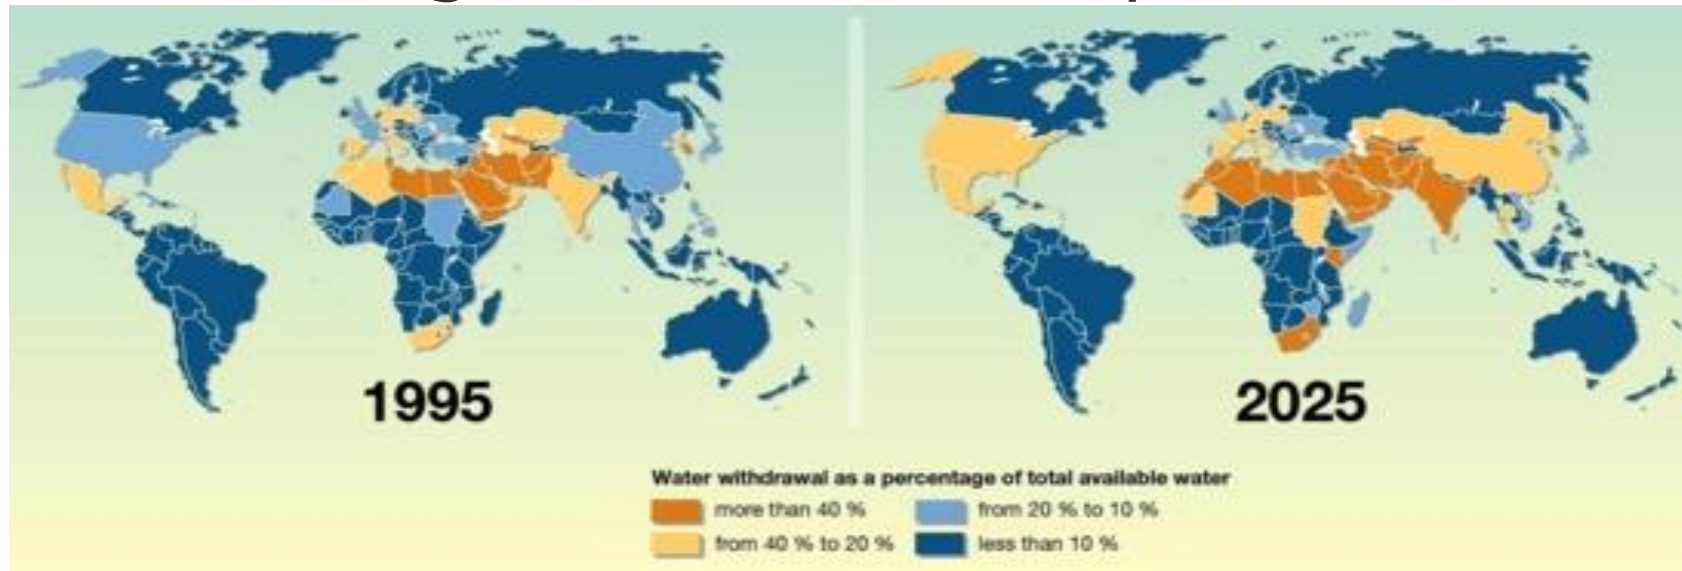 1995
2025
Water withdrawal as a percentage of total available water
more than 40 %
from 20 % to 10 %
from 40 % to 20 %
less than 10 %